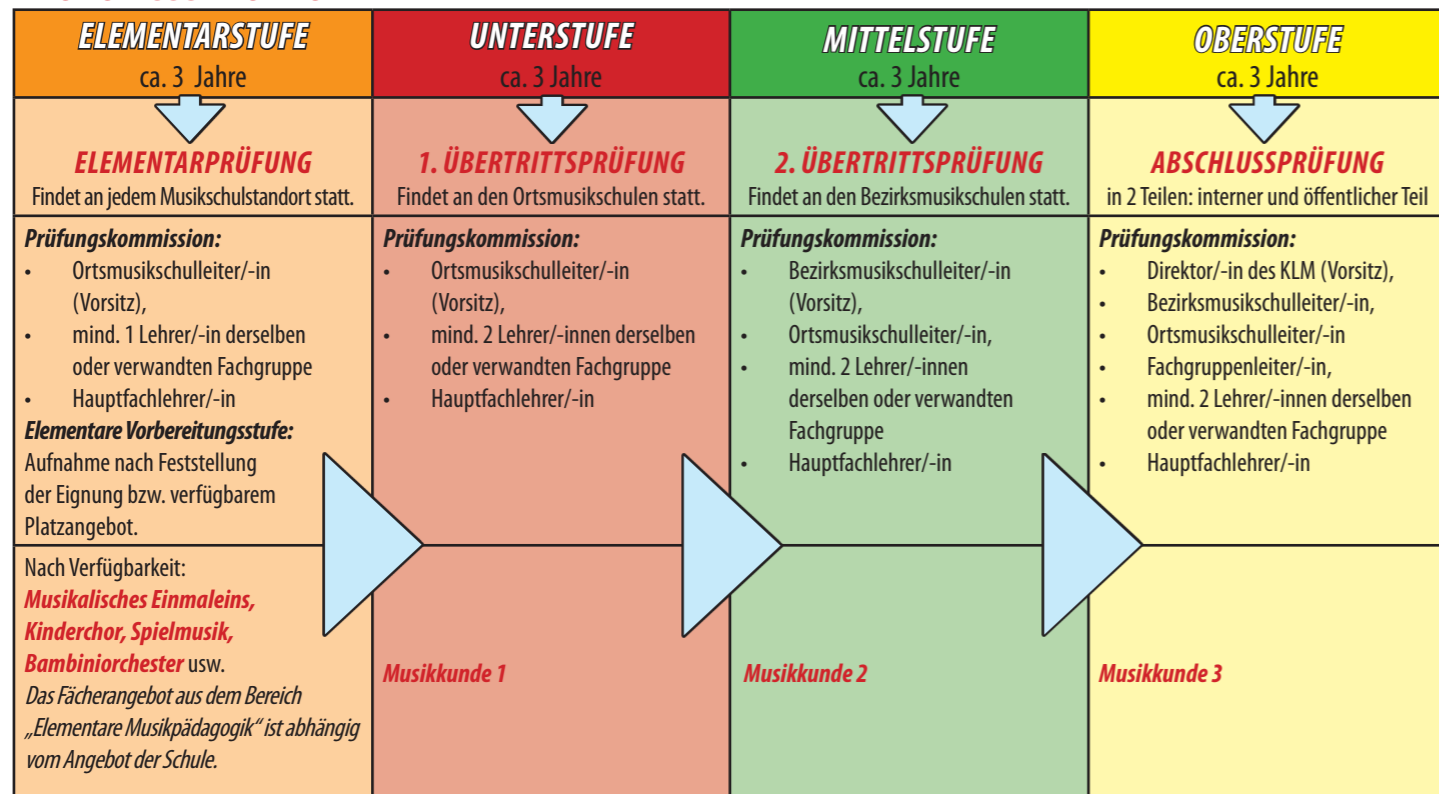 ELEMENTARSTUFE
ca. 3 Jahre
ELEMENTARPRÜFUNG
Findet an jedem Musikschulstandort statt.
Prüfungskommission:
• Ortsmusikschulleiter/-in
(Vorsitz),
• mind. 1 Lehrer/-in derselben
oder verwandten Fachgruppe
• Hauptfachlehrer/-in
Elementare Vorbereitungsstufe:
Aufnahme nach Feststellung
der Eignung bzw. verfügbarem
Platzangebot.
Nach Verfügbarkeit:
Musikalisches Einmaleins,
Kinderchor, Spielmusik,
Bambiniorchester usw.
Das Fächerangebot aus dem Bereich
„Elementare Musikpädagogik“ ist abhängig
vom Angebot der Schule.
UNTERSTUFE
ca. 3 Jahre
1. ÜBERTRITTSPRÜFUNG
Findet an den Ortsmusikschulen statt.
Prüfungskommission:
• Ortsmusikschulleiter/-in
(Vorsitz),
• mind. 2 Lehrer/-innen derselben
oder verwandten Fachgruppe
• Hauptfachlehrer/-in
Musikkunde 1
MITTELSTUFE
ca. 3 Jahre
2. ÜBERTRITTSPRÜFUNG
Findet an den Bezirksmusikschulen statt.
Prüfungskommission:
• Bezirksmusikschulleiter/-in
(Vorsitz),
• Ortsmusikschulleiter/-in,
• mind. 2 Lehrer/-innen
derselben oder verwandten
Fachgruppe
• Hauptfachlehrer/-in
Musikkunde 2
OBERSTUFE
ca. 3 Jahre
ABSCHLUSSPRÜFUNG
in 2 Teilen: interner und öffentlicher Teil
Prüfungskommission:
• Direktor/-in des KLM (Vorsitz),
• Bezirksmusikschulleiter/-in,
• Ortsmusikschulleiter/-in
• Fachgruppenleiter/-in,
• mind. 2 Lehrer/-innen derselben
oder verwandten Fachgruppe
• Hauptfachlehrer/-in
Musikkunde 3